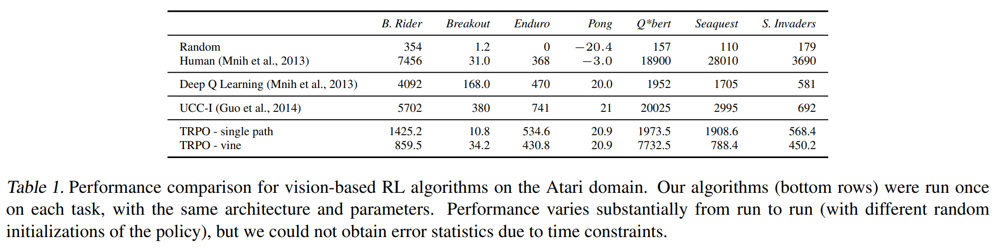 B. Rider Breakout Enduro Pong Q*bert Seaquest S. Invaders
Random 354 1.2 0 −20.4 157 110 179
Human (Mnih et al., 2013) 7456 31.0 368 −3.0 18900 28010 3690
Deep Q Learning (Mnih et al., 2013) 4092 168.0 470 20.0 1952 1705 581
UCC-I (Guo et al., 2014) 5702 380 741 21 20025 2995 692
TRPO - single path 1425.2 10.8 534.6 20.9 1973.5 1908.6 568.4
TRPO - vine 859.5 34.2 430.8 20.9 7732.5 788.4 450.2
Table 1. Performance comparison for vision-based RL algorithms on the Atari domain. Our algorithms (bottom rows) were run once
on each task, with the same architecture and parameters. Performance varies substantially from run to run (with different random
initializations of the policy), but we could not obtain error statistics due to time constraints.